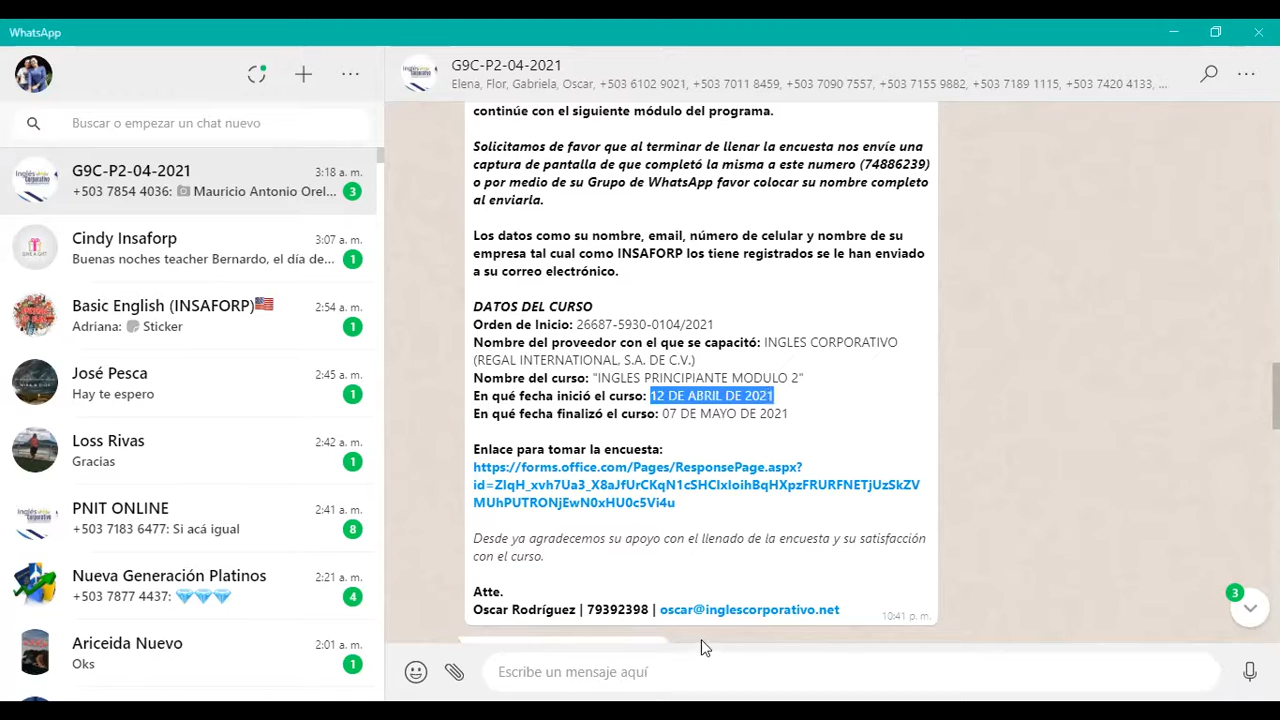 WhatsApp
Buscar o empezar un chat nuevo
G9C-P2-04-2021
3:18 a. m.
+503 7854 4036: Mauricio Antonio Orel...
3
Cindy Insaforp
3:07 a. m.
Buenas noches teacher Bernardo, el día de...
1
Basic English (INSAFORP)
2:54 a. m.
Adriana: Sticker
1
José Pesca
2:45 a. m.
Hay te espero
1
Loss Rivas
2:42 a. m.
Gracias
1
PNIT ONLINE
2:41 a. m.
+503 7183 6477: Si acá igual
8
Nueva Generación Platinos
2:21 a. m.
+503 7877 4437:
4
Ariceida Nuevo
2:01 a. m.
Oks
1
G9C-P2-04-2021
Elena, Flor, Gabriela, Oscar, +503 6102 9021, +503 7011 8459, +503 7090 7557, +503 7155 9882, +503 7189 1115, +503 7420 4133, ...
continúe con el siguiente módulo del programa.
Solicitamos de favor que al terminar de llenar la encuesta nos envíe una
captura de pantalla de que completó la misma a este numero (74886239)
o por medio de su Grupo de WhatsApp favor colocar su nombre completo
al enviarla.
Los datos como su nombre, email, número de celular y nombre de su
empresa tal cual como INSAFORP los tiene registrados se le han enviado
a su correo electrónico.
DATOS DEL CURSO
Orden de Inicio: 26687-5930-0104/2021
Nombre del proveedor con el que se capacitó: INGLES CORPORATIVO
(REGAL INTERNATIONAL, S.A. DE C.V.)
Nombre del curso: "INGLES PRINCIPIANTE MODULO 2"
En qué fecha inició el curso: 12 DE ABRIL DE 2021
En qué fecha finalizó el curso: 07 DE MAYO DE 2021
Enlace para tomar la encuesta:
https://forms.office.com/Pages/ResponsePage.aspx?
id=ZIqH_xvh7Ua3_X8aJfUrCKqN1cSHClxIoihBqHXpzFRURFNETjUzSkZV
MUhPUTRONjEwN0xHU0c5Vi4u
Desde ya agradecemos su apoyo con el llenado de la encuesta y su satisfacción
con el curso.
Atte.
Oscar Rodríguez | 79392398 | oscar@inglescorporativo.net
10:41 p. m.
3
Escribe un mensaje aquí